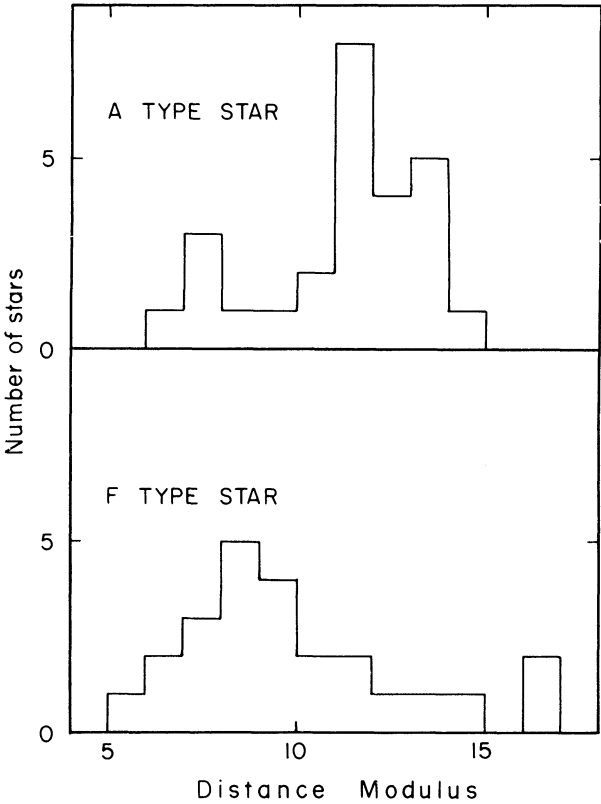 A TYPE STAR
5
0
Number of stars
F TYPE STAR
5
0
5 10 15
Distance Modulus